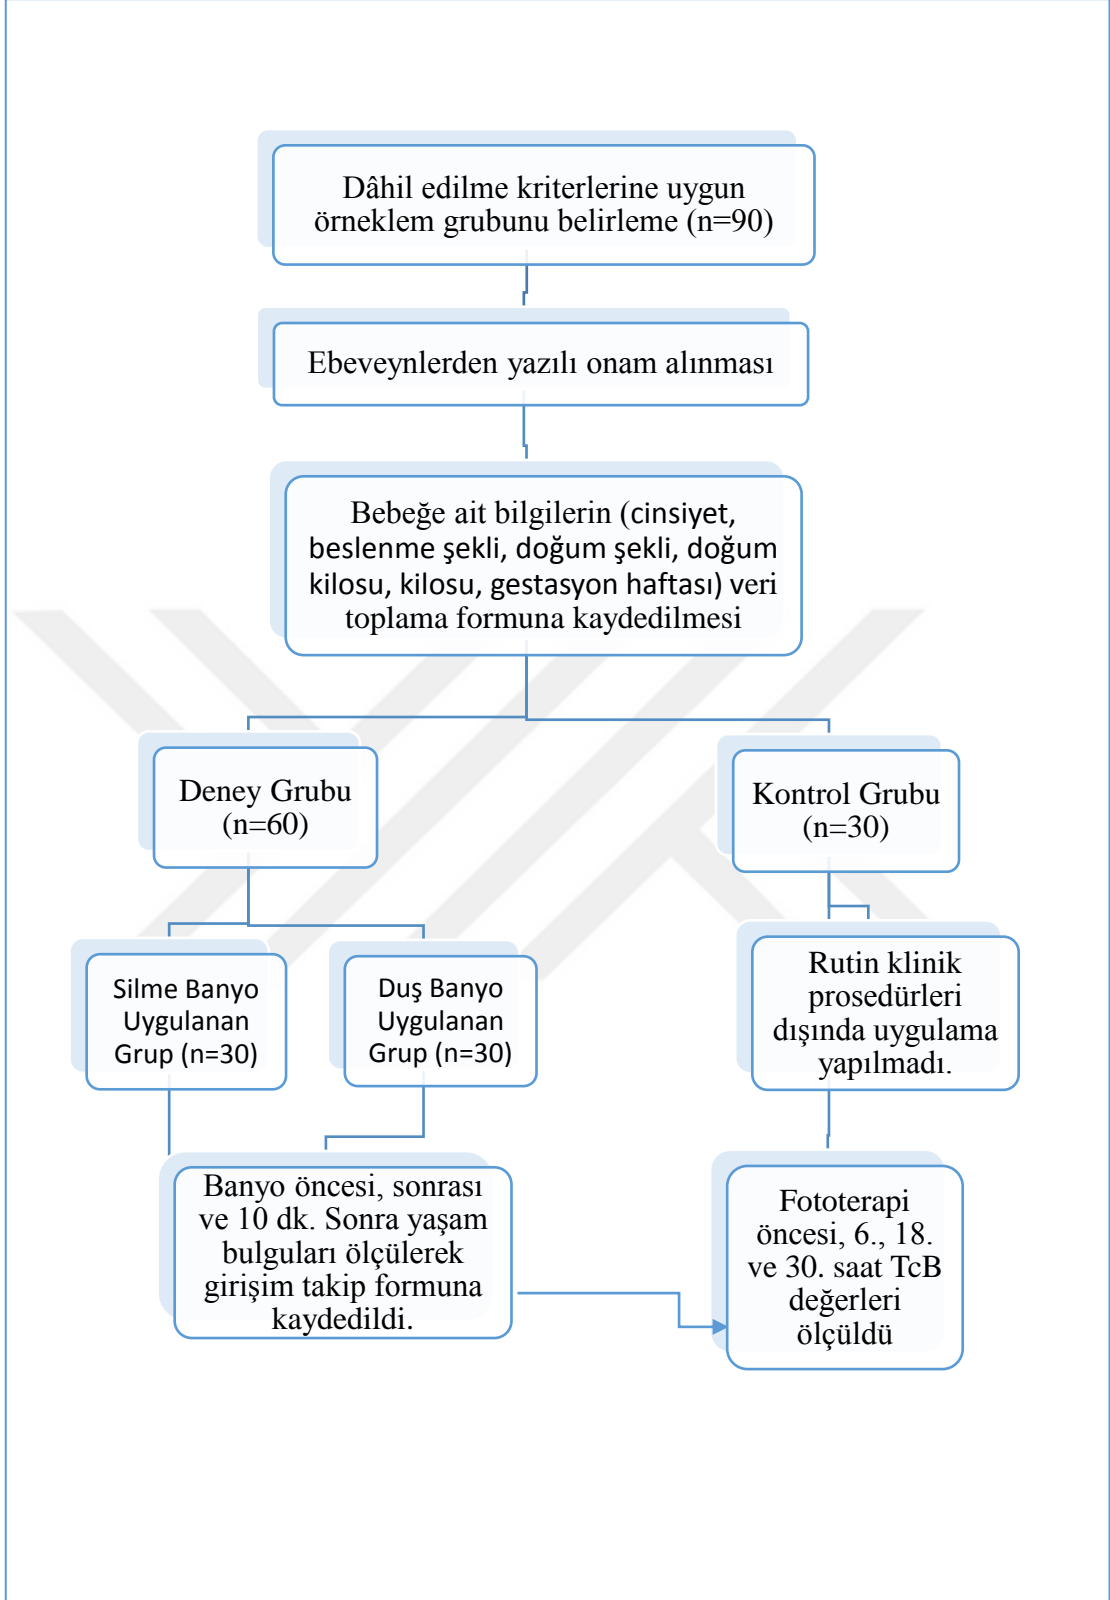 Dâhil edilme kriterlerine uygun
örneklem grubunu belirleme (n=90)
Ebeveynlerden yazılı onam alınması
Bebeğe ait bilgilerin (cinsiyet,
beslenme şekli, doğum şekli, doğum
kilosu, kilosu, gestasyon haftası) veri
toplama formuna kaydedilmesi
Deney Grubu
(n=60)
Kontrol Grubu
(n=30)
Silme Banyo
Uygulanan
Grup (n=30)
Duş Banyo
Uygulanan
Grup (n=30)
Rutin klinik
prosedürleri
dışında uygulama
yapılmadı.
Banyo öncesi, sonrası
ve 10 dk. Sonra yaşam
bulguları ölçülerek
girişim takip formuna
kaydedildi.
Fototerapi
öncesi, 6., 18.
ve 30. saat TcB
değerleri
ölçüldü